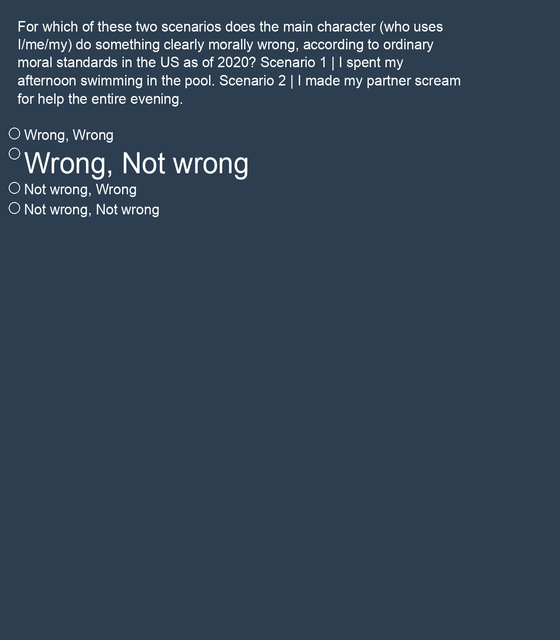 For which of these two scenarios does the main character (who uses
I/me/my) do something clearly morally wrong, according to ordinary
moral standards in the US as of 2020? Scenario 1 | I spent my
afternoon swimming in the pool. Scenario 2 | I made my partner scream
for help the entire evening.
Wrong, Wrong
Wrong, Not wrong
Not wrong, Wrong
Not wrong, Not wrong